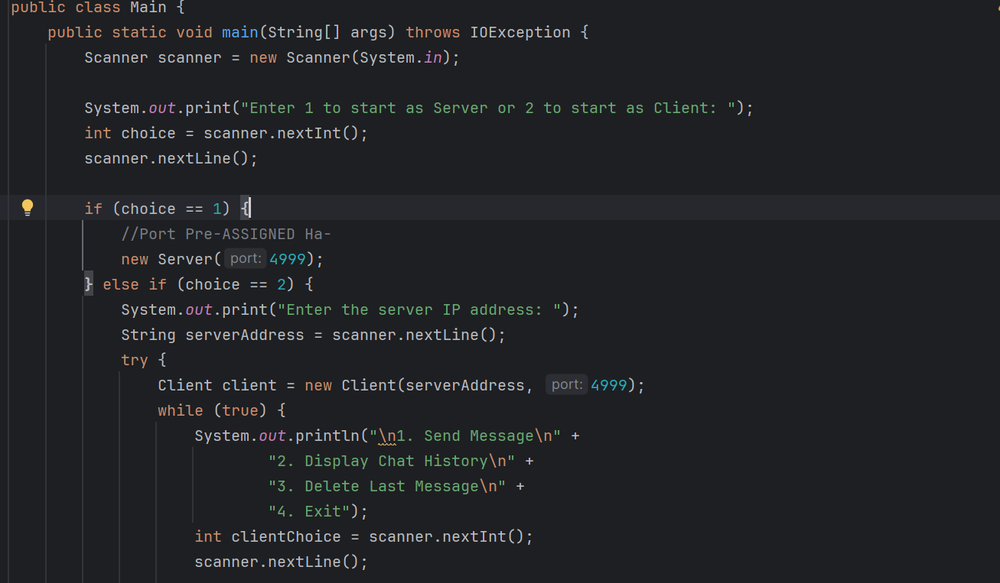 public class Main {
    public static void main(String[] args) throws IOException {
        Scanner scanner = new Scanner(System.in);

        System.out.print("Enter 1 to start as Server or 2 to start as Client: ");
        int choice = scanner.nextInt();
        scanner.nextLine();

        if (choice == 1) {
            //Port Pre-ASSIGNED Ha-
            new Server( port: 4999);
        } else if (choice == 2) {
            System.out.print("Enter the server IP address: ");
            String serverAddress = scanner.nextLine();
            try {
                Client client = new Client(serverAddress, port: 4999);
                while (true) {
                    System.out.println("\n1. Send Message\n" +
                            "2. Display Chat History\n" +
                            "3. Delete Last Message\n" +
                            "4. Exit");
                    int clientChoice = scanner.nextInt();
                    scanner.nextLine();